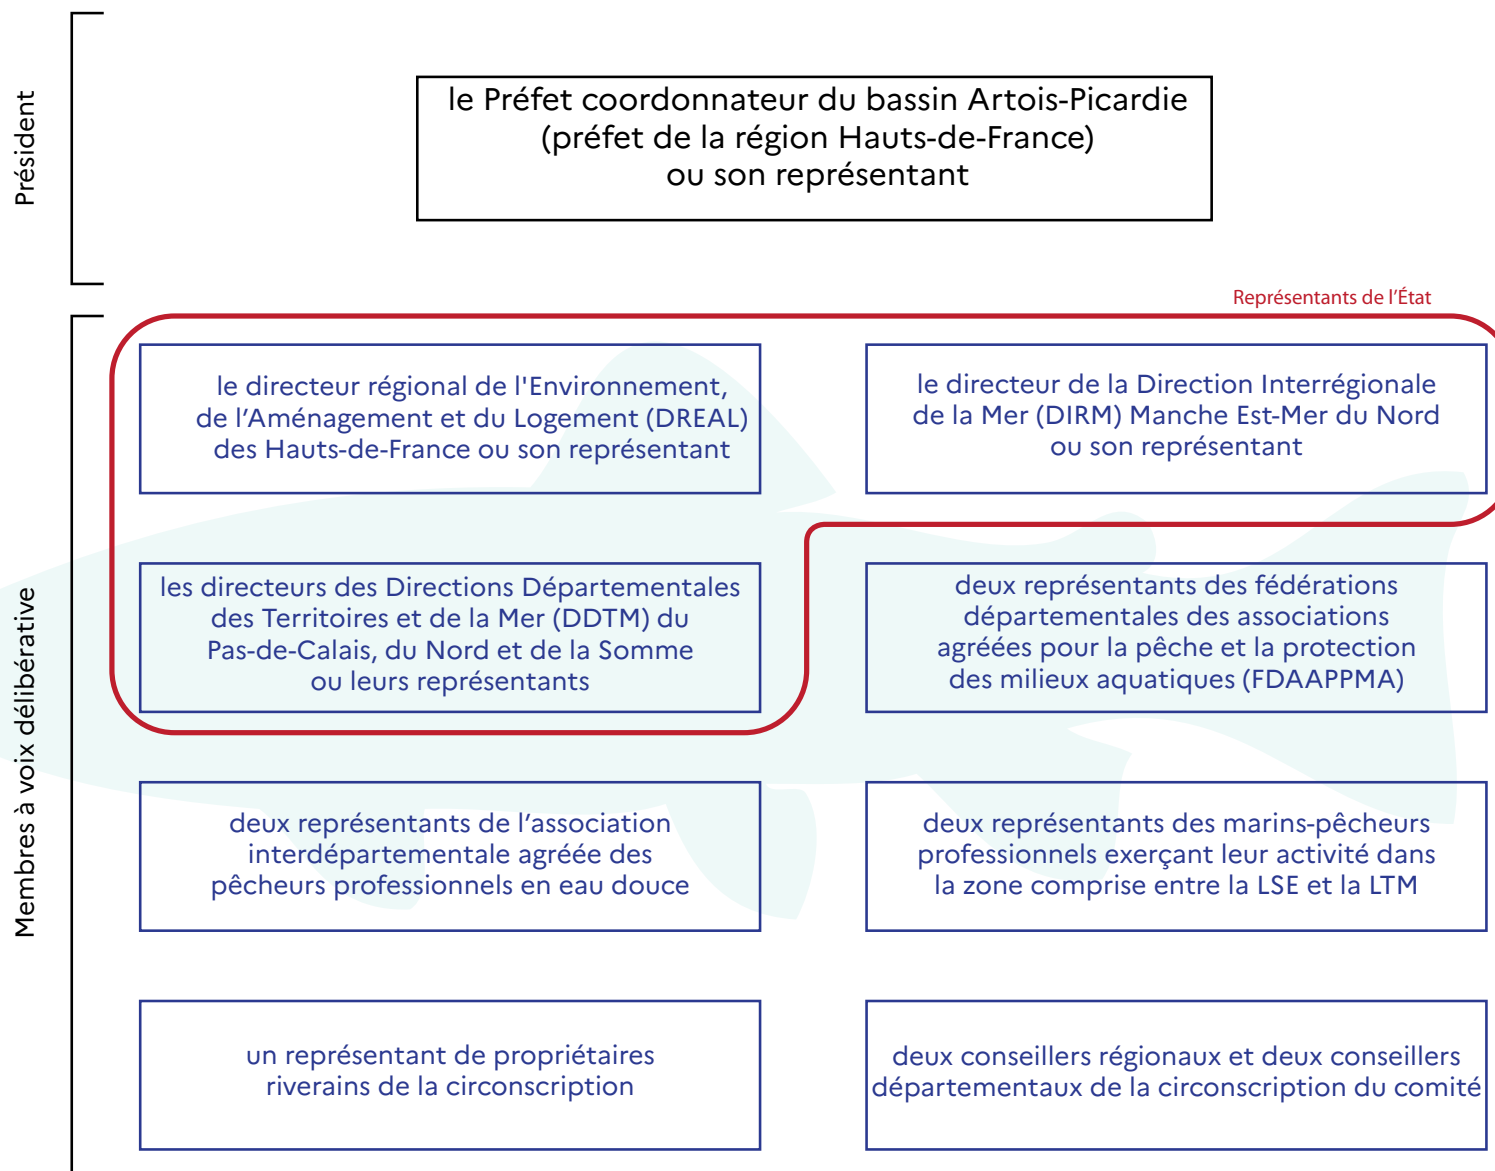 Président
le Préfet coordonnateur du bassin Artois-Picardie
(préfet de la région Hauts-de-France)
ou son représentant
Représentants de l’État
Membres à voix délibérative
le directeur régional de l'Environnement,
de l’Aménagement et du Logement (DREAL)
des Hauts-de-France ou son représentant
le directeur de la Direction Interrégionale
de la Mer (DIRM) Manche Est-Mer du Nord
ou son représentant
les directeurs des Directions Départementales
des Territoires et de la Mer (DDTM) du
Pas-de-Calais, du Nord et de la Somme
ou leurs représentants
deux représentants des fédérations
départementales des associations
agréées pour la pêche et la protection
des milieux aquatiques (FDAAPPMA)
deux représentants de l’association
interdépartementale agréée des
pêcheurs professionnels en eau douce
deux représentants des marins-pêcheurs
professionnels exerçant leur activité dans
la zone comprise entre la LSE et la LTM
un représentant de propriétaires
riverains de la circonscription
deux conseillers régionaux et deux conseillers
départementaux de la circonscription du comité